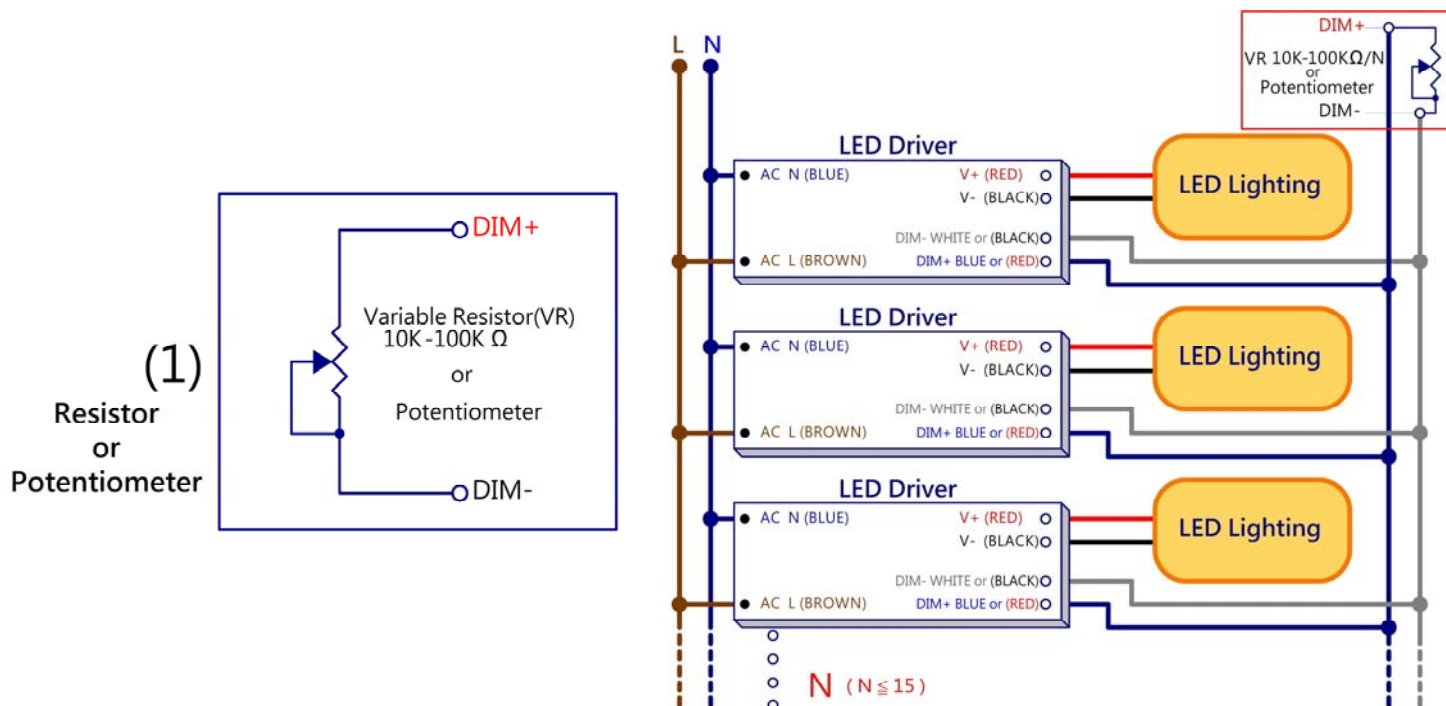 (1)
Resistor
or
Potentiometer
DIM+
Variable Resistor(VR)
10K-100K Ω
or
Potentiometer
DIM-
L N
DIM+
VR 10K-100KΩ/N
or
Potentiometer
DIM-
LED Driver
AC N (BLUE)
V+ (RED)
V- (BLACK)
DIM- WHITE or (BLACK)
AC L (BROWN)
DIM+ BLUE or (RED)
LED Lighting
LED Driver
AC N (BLUE)
V+ (RED)
V- (BLACK)
DIM- WHITE or (BLACK)
AC L (BROWN)
DIM+ BLUE or (RED)
LED Lighting
LED Driver
AC N (BLUE)
V+ (RED)
V- (BLACK)
DIM- WHITE or (BLACK)
AC L (BROWN)
DIM+ BLUE or (RED)
LED Lighting
N ( N ≦ 15 )